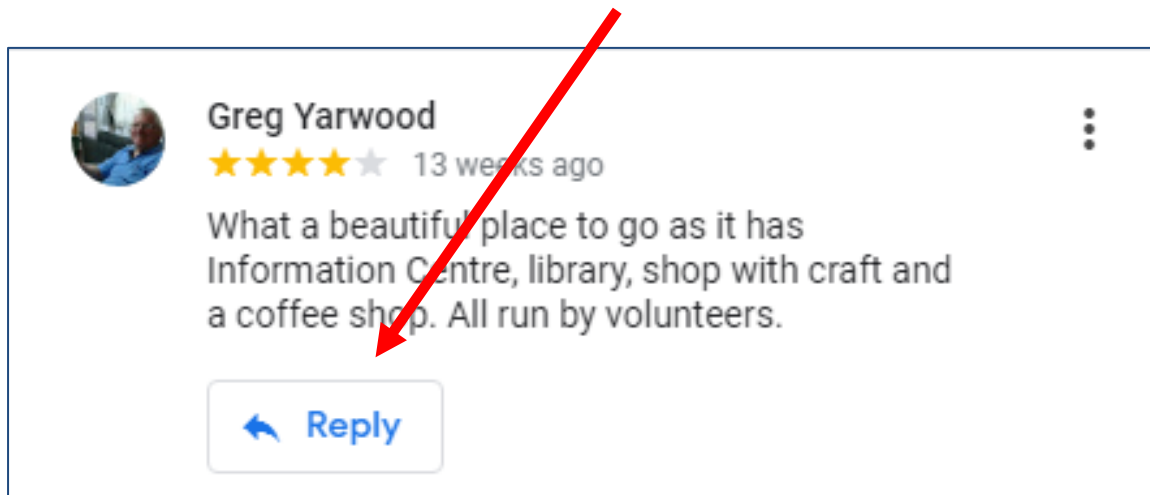 Greg Yarwood
13 weeks ago
What a beautiful place to go as it has
Information Centre, library, shop with craft and
a coffee shop. All run by volunteers.
Reply